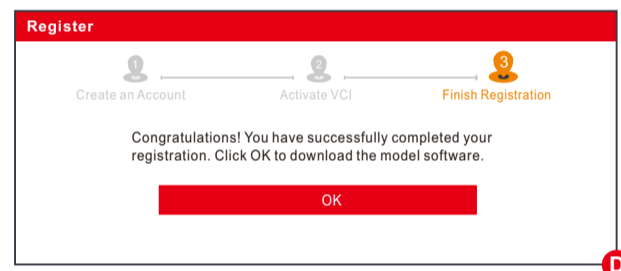 Register
1
2
3
Create an Account
Activate VCI
Finish Registration
Congratulations! You have successfully completed your
registration. Click OK to download the model software.
OK